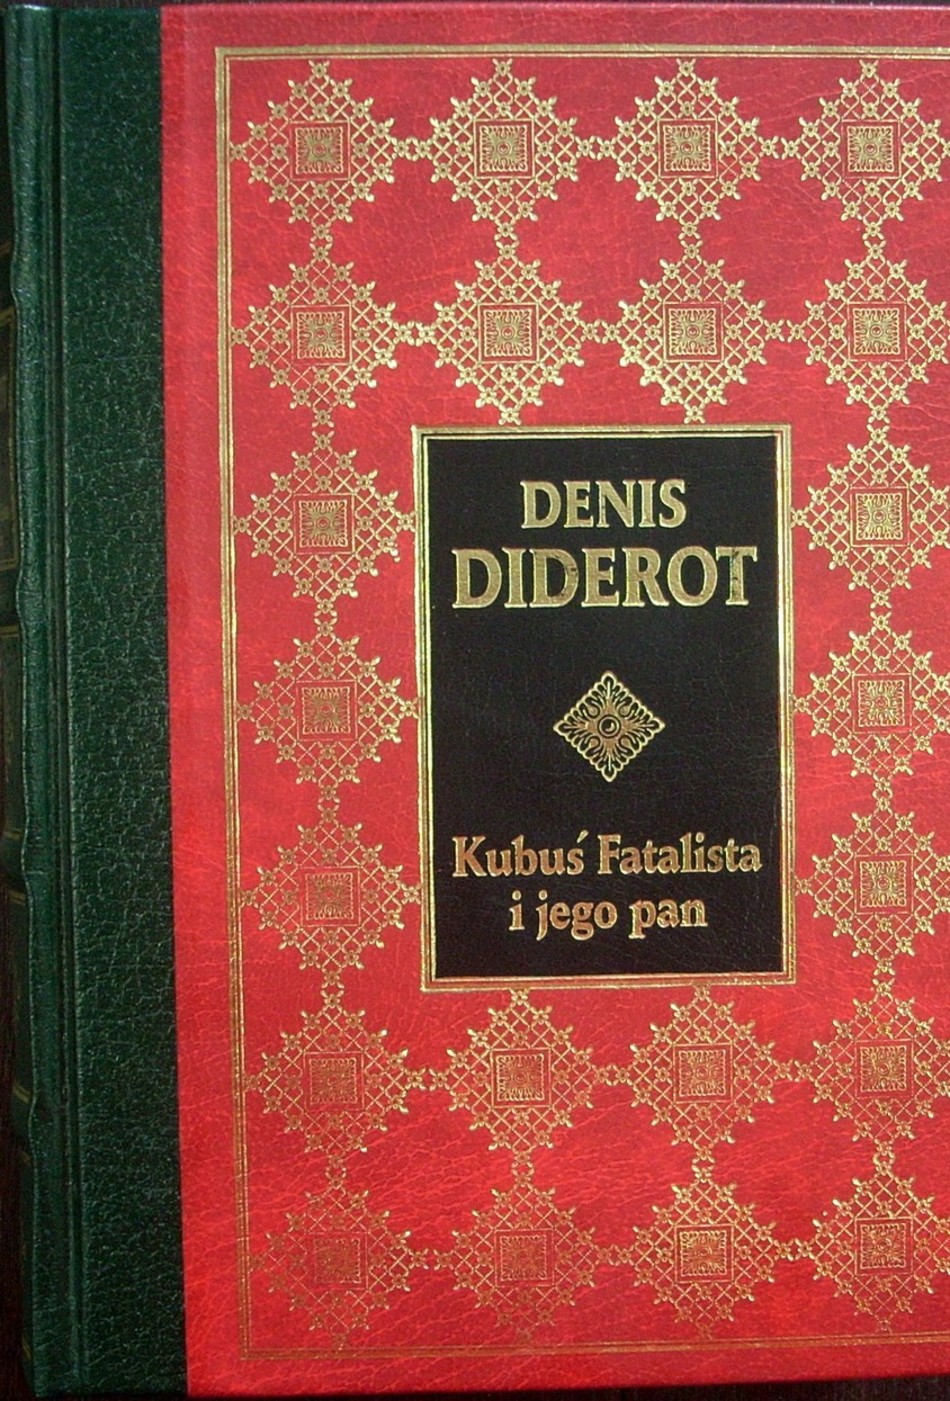 DENIS
DIDEROT
Kubuś Fatalista
i jego pan